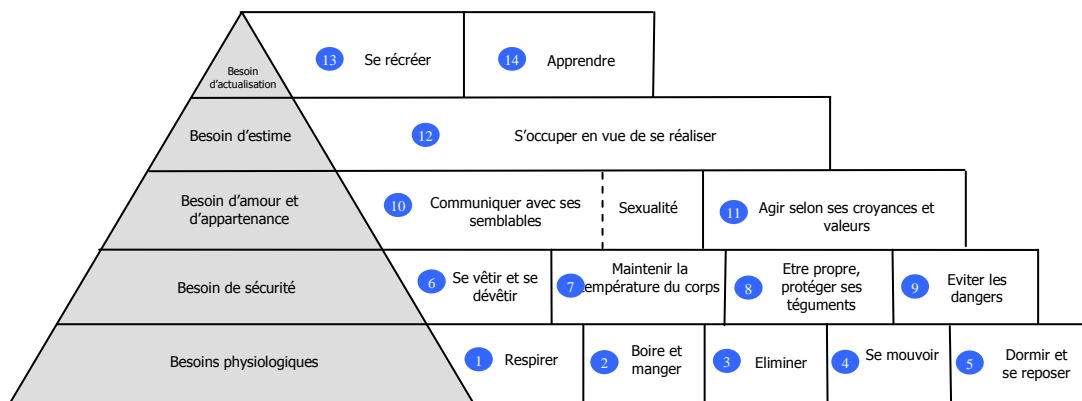 13 Se récréer
14 Apprendre
Besoin
d'actualisation
Besoin d'estime
12 S'occuper en vue de se réaliser
Besoin d'amour et
d'appartenance
10 Communiquer avec ses
semblables
Sexualité
11 Agir selon ses croyances et
valeurs
Besoin de sécurité
6 Se vêtir et se
dévêtir
7 Maintenir la
température du corps
8 Etre propre,
protéger ses
téguments
9 Eviter les
dangers
Besoins physiologiques
1 Respirer
2 Boire et
manger
3 Eliminer
4 Se mouvoir
5 Dormir et
se reposer